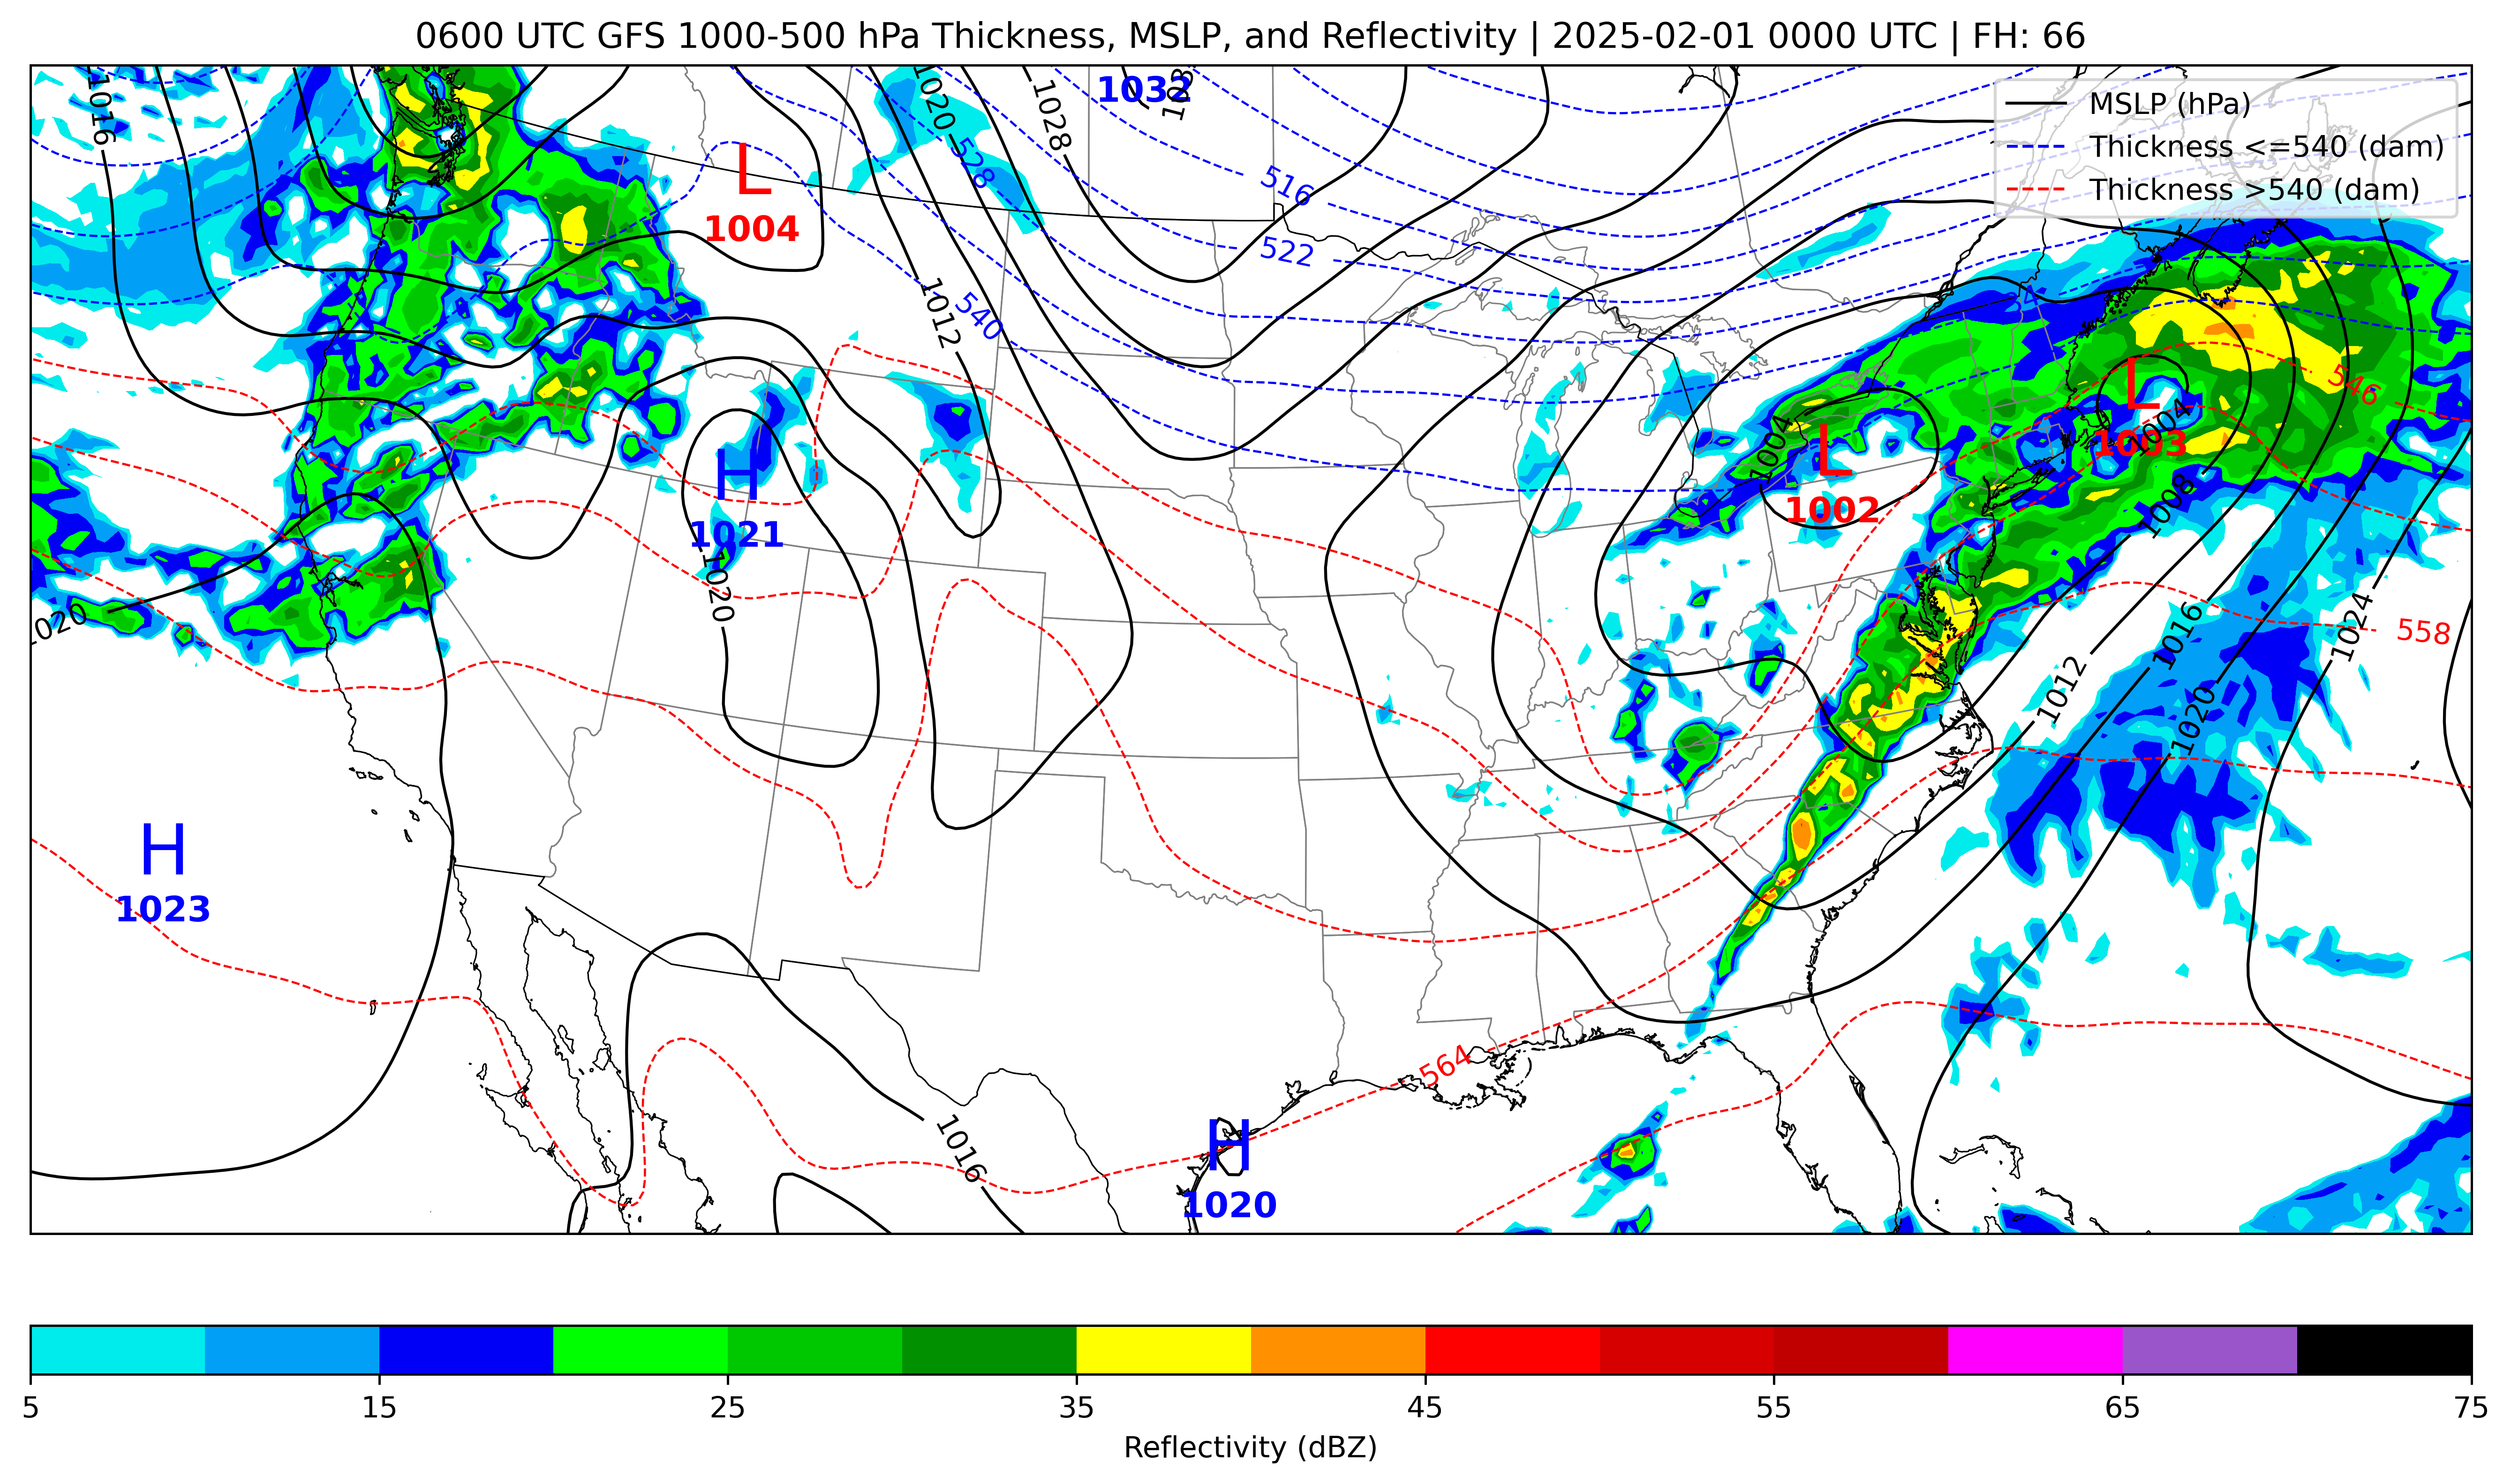 0600 UTC GFS 1000-500 hPa Thickness, MSLP, and Reflectivity | 2025-02-01 0000 UTC | FH: 66
MSLP (hPa)
Thickness <=540 (dam)
Thickness >540 (dam)
1016
1020
1028
1032
528
516
522
L
1004
1012
540
546
L
1003
1004
1004
L
1002
1008
H
1021
1020
1020
1016
1024
558
1012
1020
H
1023
564
1016
H
1020
5 15 25 35 45 55 65 75
Reflectivity (dBZ)